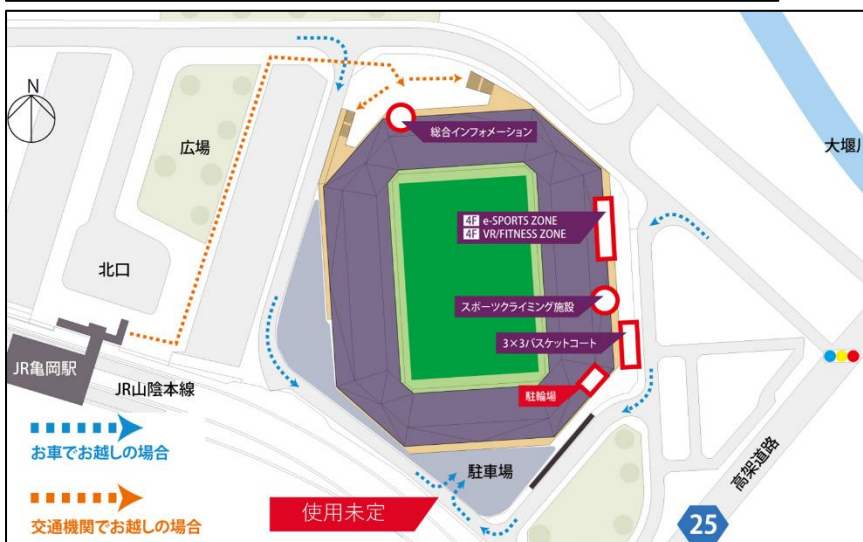 N
広場
総合インフォメーション
大堰川
4F e-SPORTS ZONE
4F VR/FITNESS ZONE
北口
スポーツクライミング施設
3×3バスケットコート
JR亀岡駅
JR山陰本線
駐輪場
お車でお越しの場合
駐車場
高架道路
交通機関でお越しの場合
使用未定
25